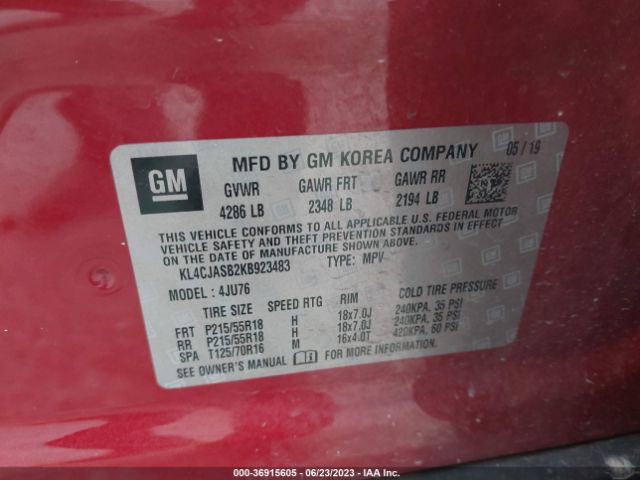 GM
MFD BY GM KOREA COMPANY 05 / 19
GVWR GAWR FRT GAWR RR
4286 LB 2348 LB 2194 LB
THIS VEHICLE CONFORMS TO ALL APPLICABLE U.S. FEDERAL MOTOR
VEHICLE SAFETY AND THEFT PREVENTION STANDARDS IN EFFECT
ON THE DATE OF MANUFACTURE SHOWN ABOVE.
KL4CJASB2KB923483 TYPE: MPV
MODEL : 4JU76
TIRE SIZE SPEED RTG RIM COLD TIRE PRESSURE
FRT P215/55R18 H 18x7.0J 240KPA, 35 PSI
RR P215/55R18 H 18x7.0J 240KPA, 35 PSI
SPA T125/70R16 M 16x4.0T 420KPA, 60 PSI
SEE OWNER'S MANUAL FOR MORE INFORMATION.
000-36915605 - 06/23/2023 - IAA Inc.